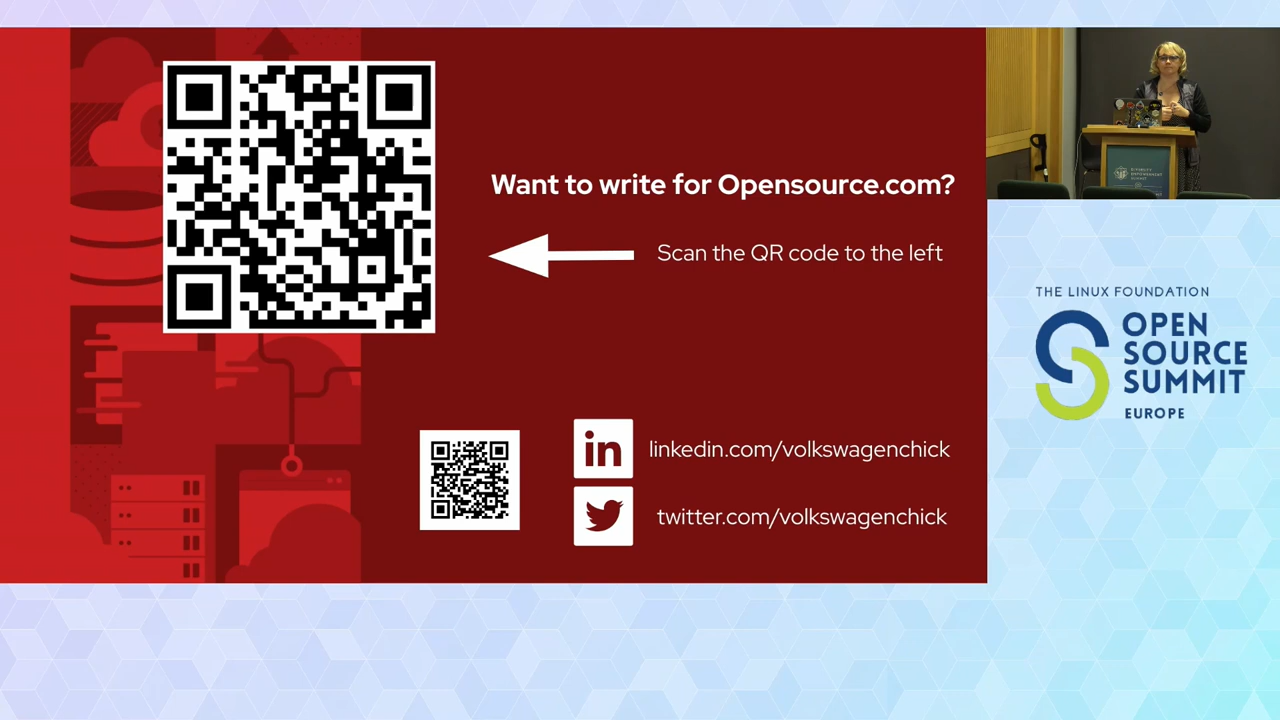 Want to write for Opensource.com?
Scan the QR code to the left
in
linkedin.com/volkswagenchick
twitter.com/volkswagenchick
THE LINUX FOUNDATION
OPEN
SOURCE
SUMMIT
EUROPE